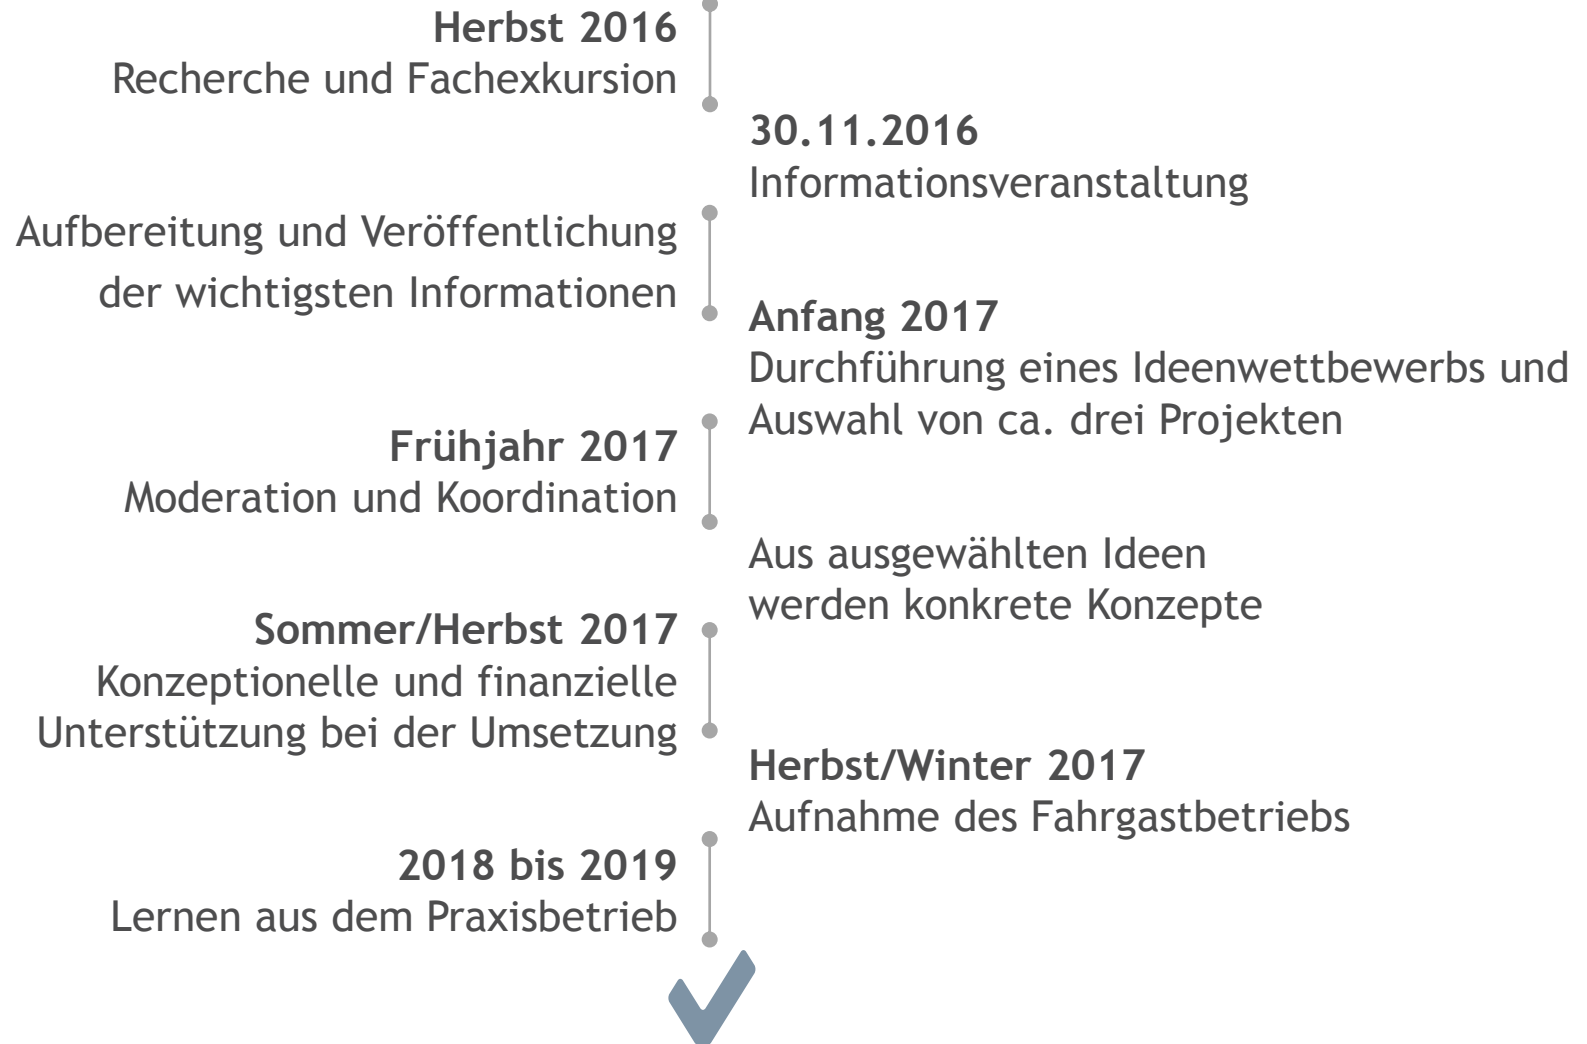 Herbst 2016
Recherche und Fachexkursion
30.11.2016
Informationsveranstaltung
Aufbereitung und Veröffentlichung
der wichtigsten Informationen
Anfang 2017
Durchführung eines Ideenwettbewerbs und
Auswahl von ca. drei Projekten
Frühjahr 2017
Moderation und Koordination
Aus ausgewählten Ideen
werden konkrete Konzepte
Sommer/Herbst 2017
Konzeptionelle und finanzielle
Unterstützung bei der Umsetzung
Herbst/Winter 2017
Aufnahme des Fahrgastbetriebs
2018 bis 2019
Lernen aus dem Praxisbetrieb